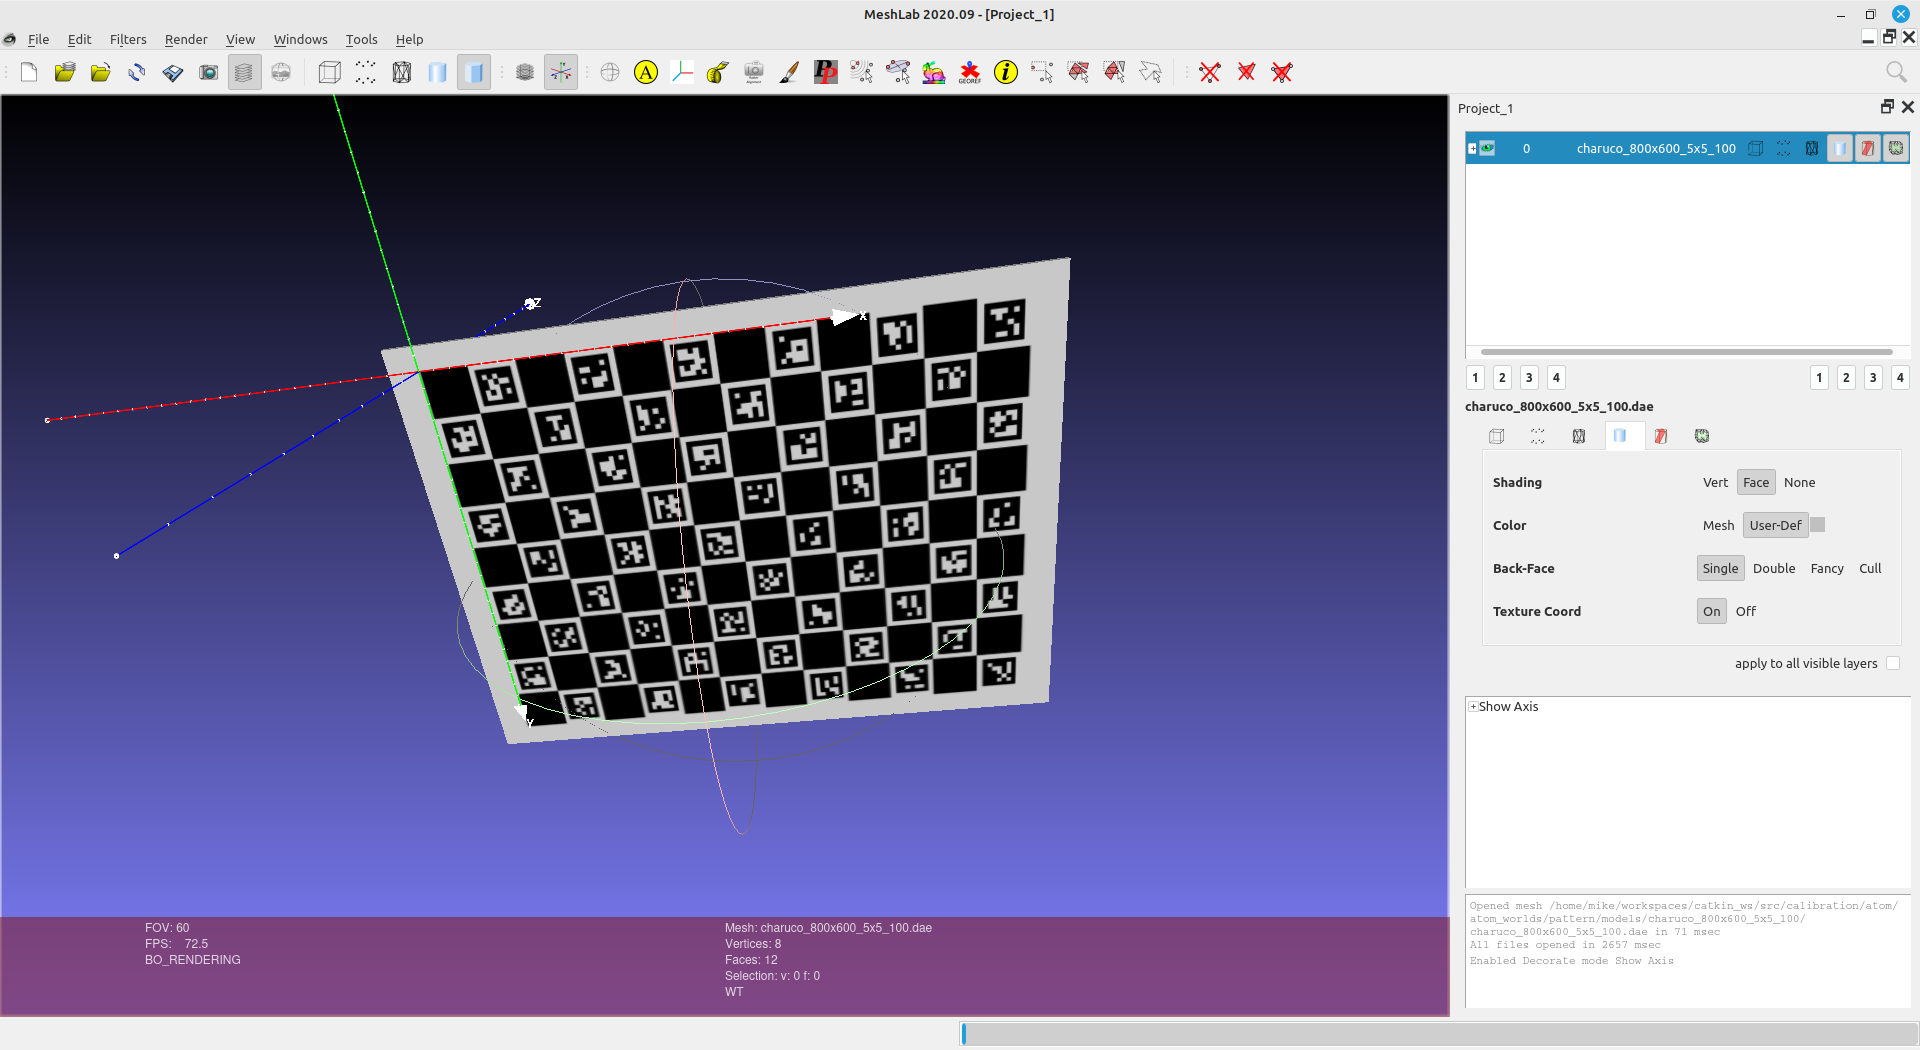 MeshLab 2020.09 - [Project_1]
File Edit Filters Render View Windows Tools Help
A
GEOREF
i
Project_1
0 charuco_800x600_5x5_100
1 2 3 4 1 2 3 4
charuco_800x600_5x5_100.dae
Shading Vert Face None
Color Mesh User-Def
Back-Face Single Double Fancy Cull
Texture Coord On Off
apply to all visible layers
Show Axis
Opened mesh /home/mike/workspaces/catkin_ws/src/calibration/atom/
atom_worlds/pattern/models/charuco_800x600_5x5_100/
charuco_800x600_5x5_100.dae in 71 msec
All files opened in 2657 msec
Enabled Decorate mode Show Axis
Z
X
Y
FOV: 60
FPS: 72.5
BO_RENDERING
Mesh: charuco_800x600_5x5_100.dae
Vertices: 8
Faces: 12
Selection: v: 0 f: 0
WT